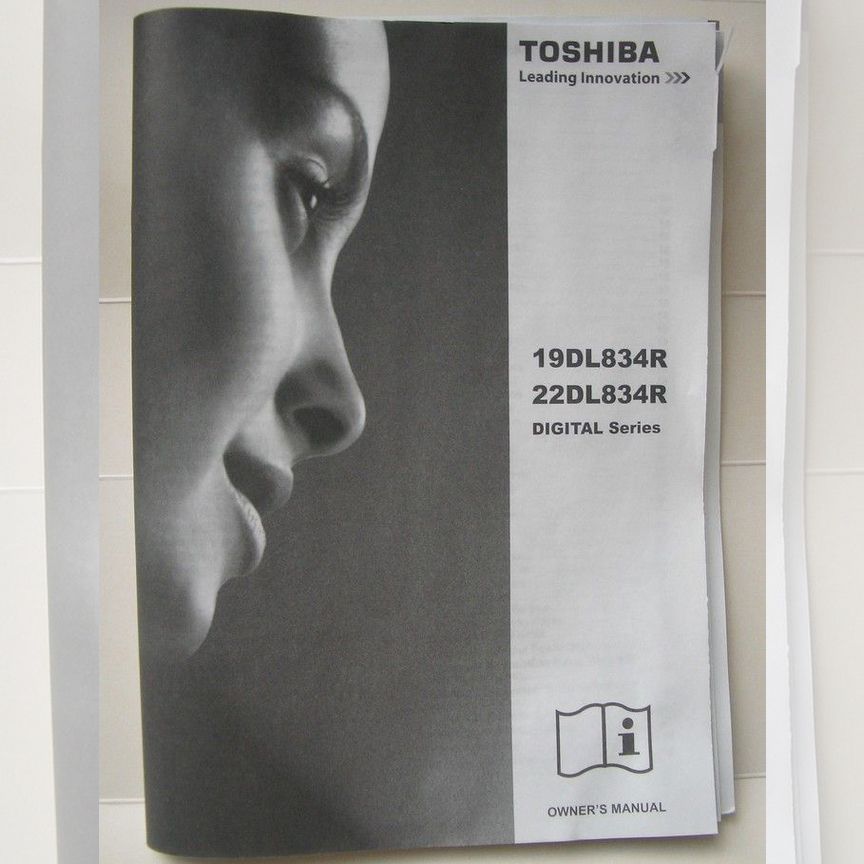 TOSHIBA
Leading Innovation >>>
19DL834R
22DL834R
DIGITAL Series
i
OWNER'S MANUAL